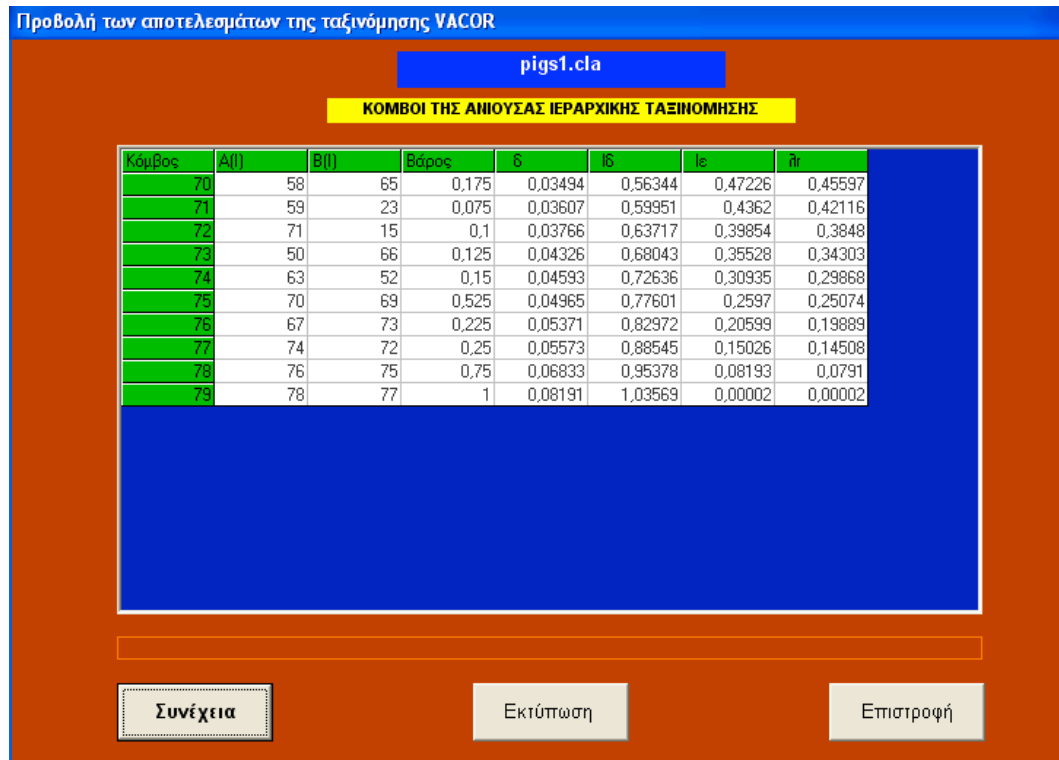 Προβολή των αποτελεσμάτων της ταξινόμησης VACOR
pigs1.cla
ΚΟΜΒΟΙ ΤΗΣ ΑΝΙΟΥΣΑΣ ΙΕΡΑΡΧΙΚΗΣ ΤΑΞΙΝΟΜΗΣΗΣ
Κόμβος A(I) B(I) Βάρος δ Ιδ Ιε λr
70 58 65 0,175 0,03494 0,56344 0,47226 0,45597
71 59 23 0,075 0,03607 0,59951 0,4362 0,42116
72 71 15 0,1 0,03766 0,63717 0,39854 0,3848
73 50 66 0,125 0,04326 0,68043 0,35528 0,34303
74 63 52 0,15 0,04593 0,72636 0,30935 0,29868
75 70 69 0,525 0,04965 0,77601 0,2597 0,25074
76 67 73 0,225 0,05371 0,82972 0,20599 0,19889
77 74 72 0,25 0,05573 0,88545 0,15026 0,14508
78 76 75 0,75 0,06833 0,95378 0,08193 0,0791
79 78 77 1 0,08191 1,03569 0,00002 0,00002
Συνέχεια Εκτύπωση Επιστροφή